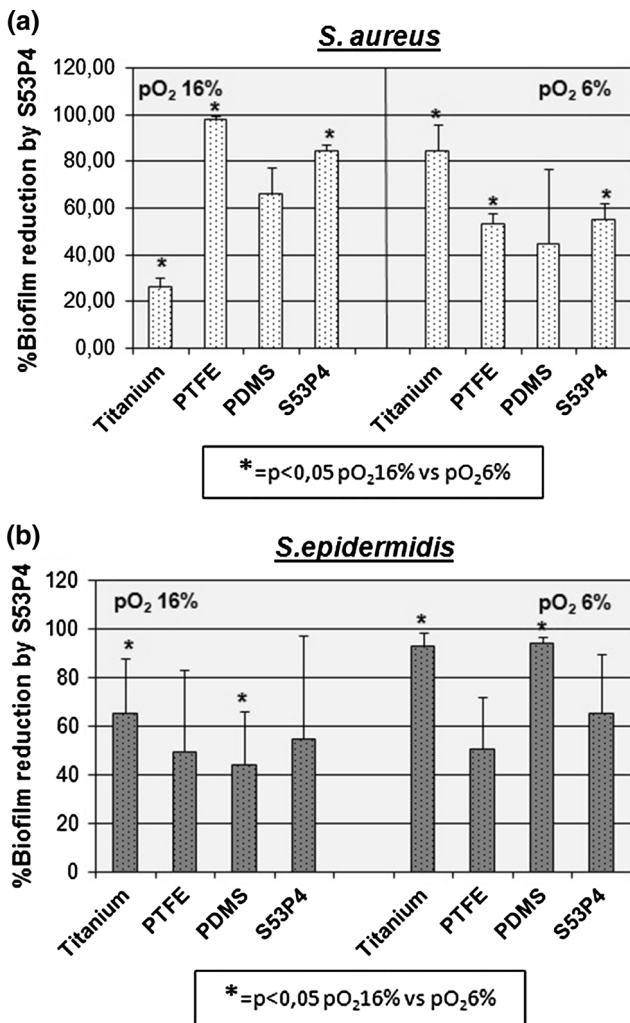 (a)
S. aureus
%Biofilm reduction by S53P4
120,00
100,00
80,00
60,00
40,00
20,00
0,00
pO2 16%
pO2 6%
* * * * * *
Titanium PTFE PDMS S53P4 Titanium PTFE PDMS S53P4
*=p<0,05 pO216% vs pO26%
(b)
S.epidermidis
%Biofilm reduction by S53P4
120
100
80
60
40
20
0
pO2 16%
pO2 6%
* * * *
Titanium PTFE PDMS S53P4 Titanium PTFE PDMS S53P4
*=p<0,05 pO216% vs pO26%